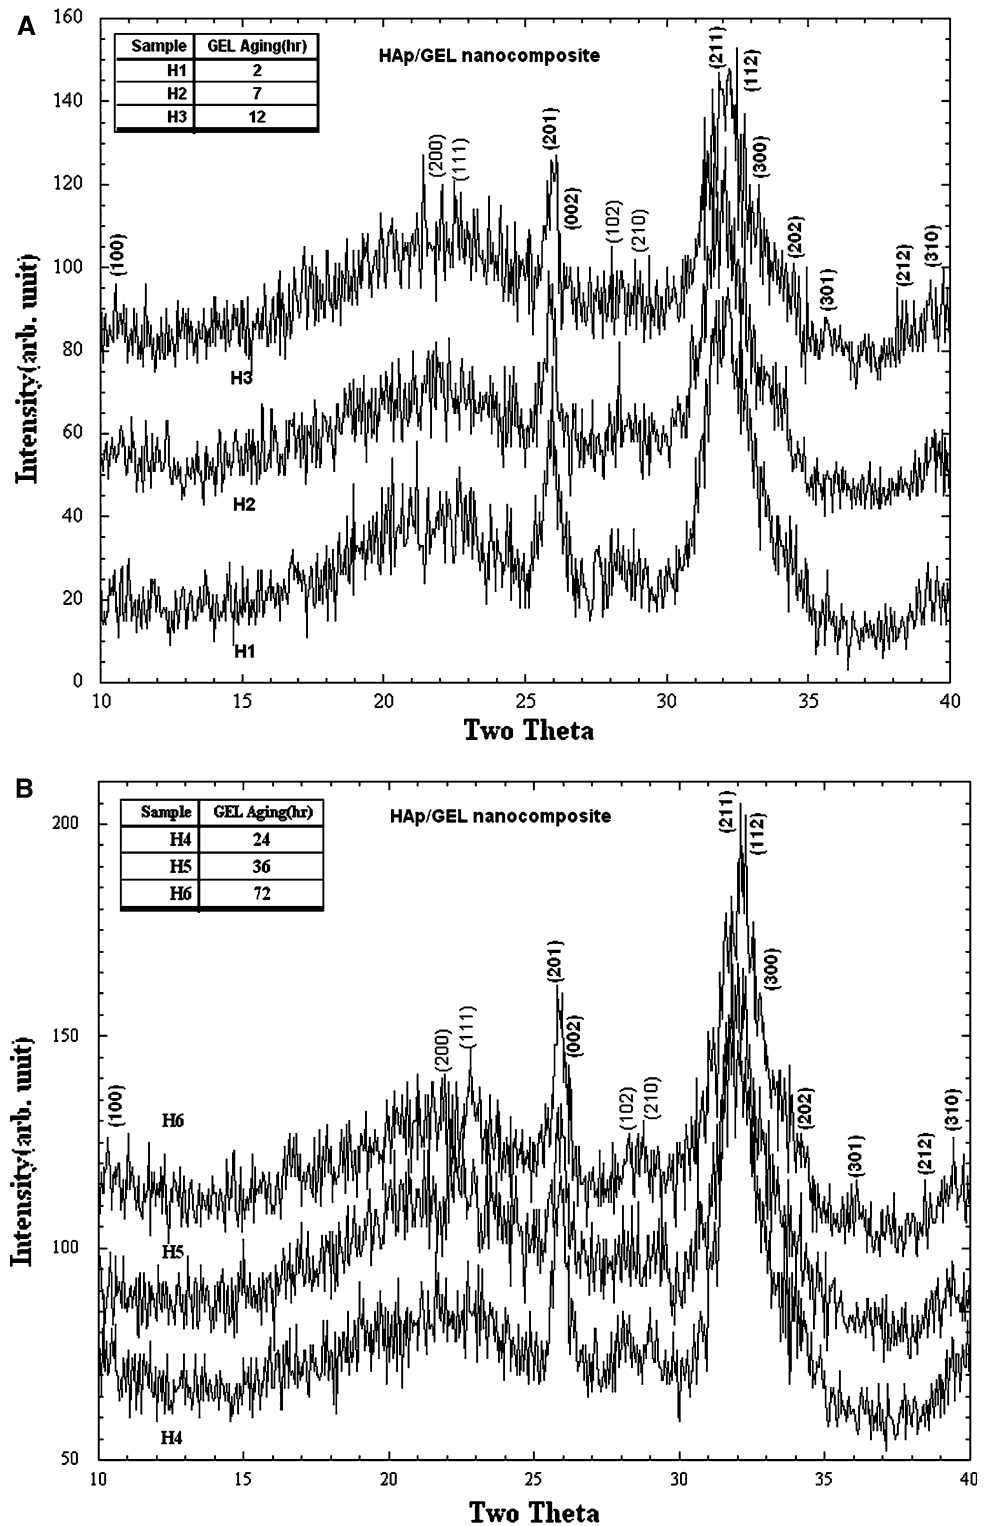 A
160
140
120
100
80
60
40
20
0
Intensity(arb. unit)
Sample GEL Aging(hr)
H1 2
H2 7
H3 12
HAp/GEL nanocomposite
(100)
(200)
(111)
(201)
(002)
(102)
(210)
(211)
(112)
(300)
(202)
(301)
(212)
(310)
H3
H2
H1
10 15 20 25 30 35 40
Two Theta
B
200
150
100
50
Intensity(arb. unit)
Sample GEL Aging(hr)
H4 24
H5 36
H6 72
HAp/GEL nanocomposite
(100)
(200)
(111)
(201)
(002)
(102)
(210)
(211)
(112)
(300)
(202)
(301)
(212)
(310)
H6
H5
H4
10 15 20 25 30 35 40
Two Theta